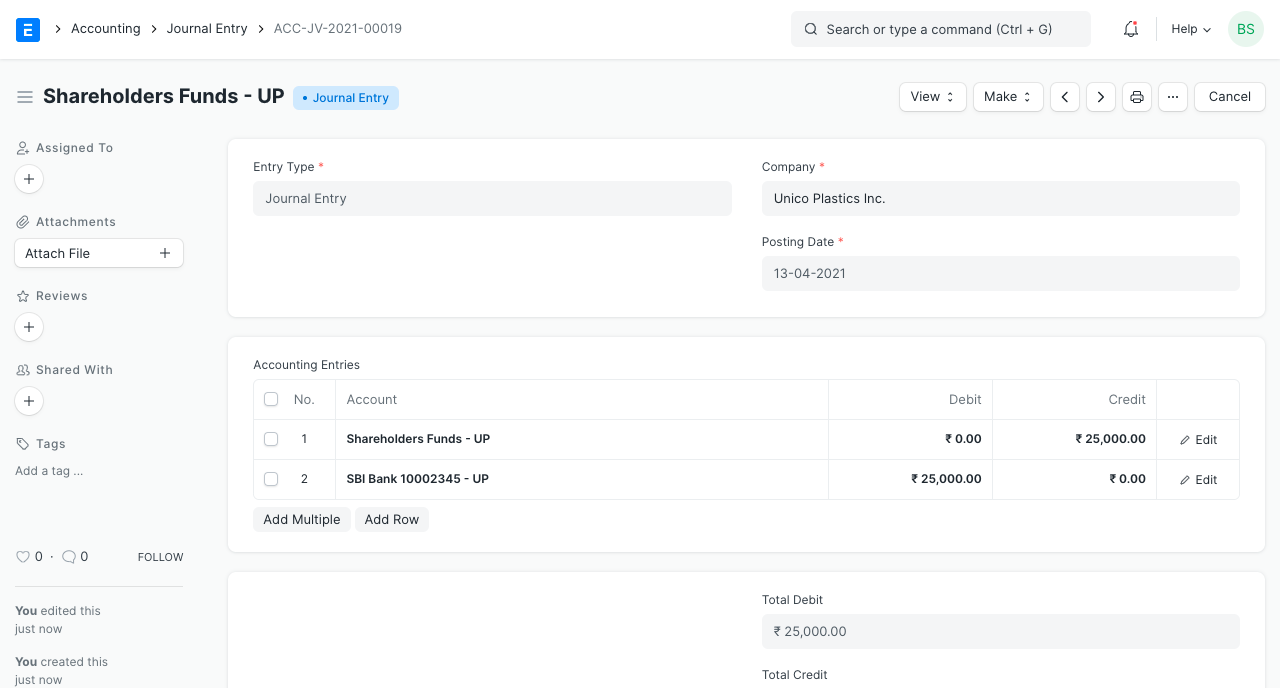 E
Accounting
Journal Entry
ACC-JV-2021-00019
Search or type a command (Ctrl + G)
Help
BS
Shareholders Funds - UP
• Journal Entry
View
Make
...
Cancel
Assigned To
+
Attachments
Attach File +
Reviews
+
Shared With
+
Tags
Add a tag ...
0 · 0 FOLLOW
You edited this
just now
You created this
just now
Entry Type *
Journal Entry
Company *
Unico Plastics Inc.
Posting Date *
13-04-2021
Accounting Entries
No. Account Debit Credit
1 Shareholders Funds - UP ₹ 0.00 ₹ 25,000.00 Edit
2 SBI Bank 10002345 - UP ₹ 25,000.00 ₹ 0.00 Edit
Add Multiple Add Row
Total Debit
₹ 25,000.00
Total Credit